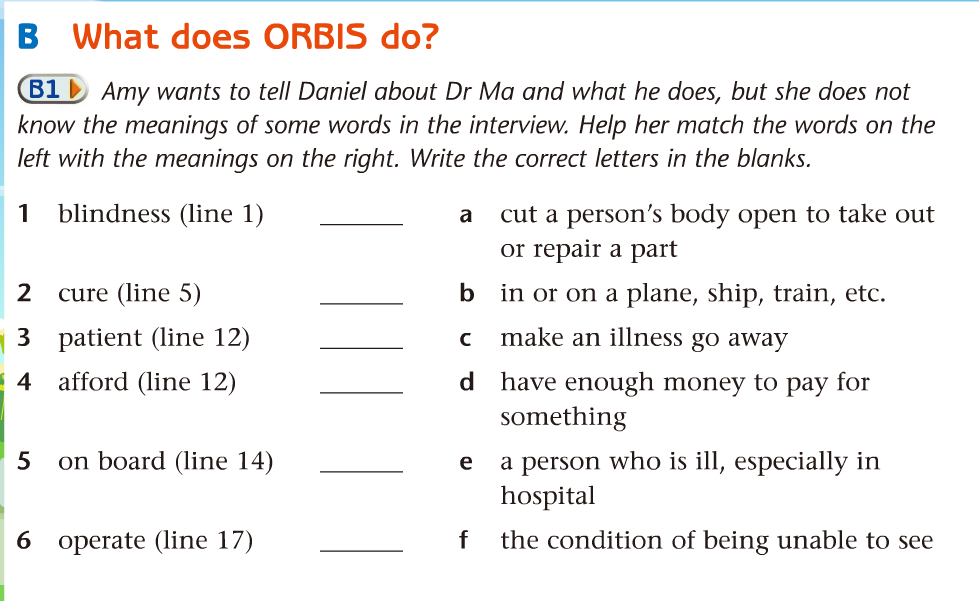 B What does ORBIS do?
B1 Amy wants to tell Daniel about Dr Ma and what he does, but she does not
know the meanings of some words in the interview. Help her match the words on the
left with the meanings on the right. Write the correct letters in the blanks.
1 blindness (line 1) ______ a cut a person's body open to take out
or repair a part
2 cure (line 5) ______ b in or on a plane, ship, train, etc.
3 patient (line 12) ______ c make an illness go away
4 afford (line 12) ______ d have enough money to pay for
something
5 on board (line 14) ______ e a person who is ill, especially in
hospital
6 operate (line 17) ______ f the condition of being unable to see